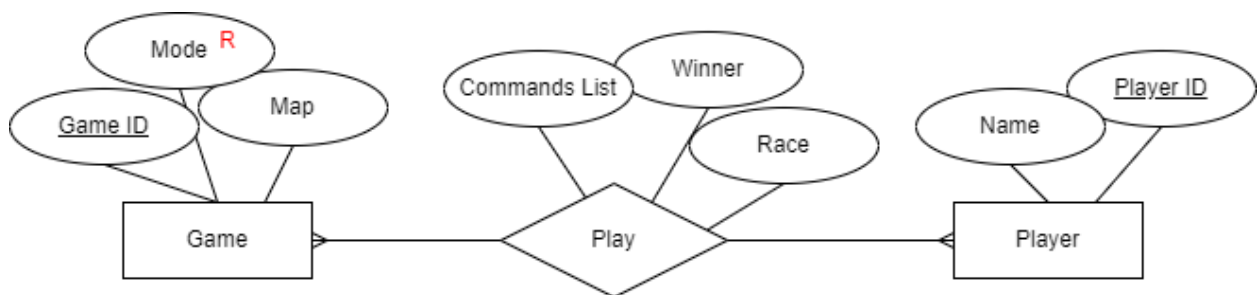 Mode R
Game ID
Map
Commands List
Winner
Race
Name
Player ID
Game
Play
Player